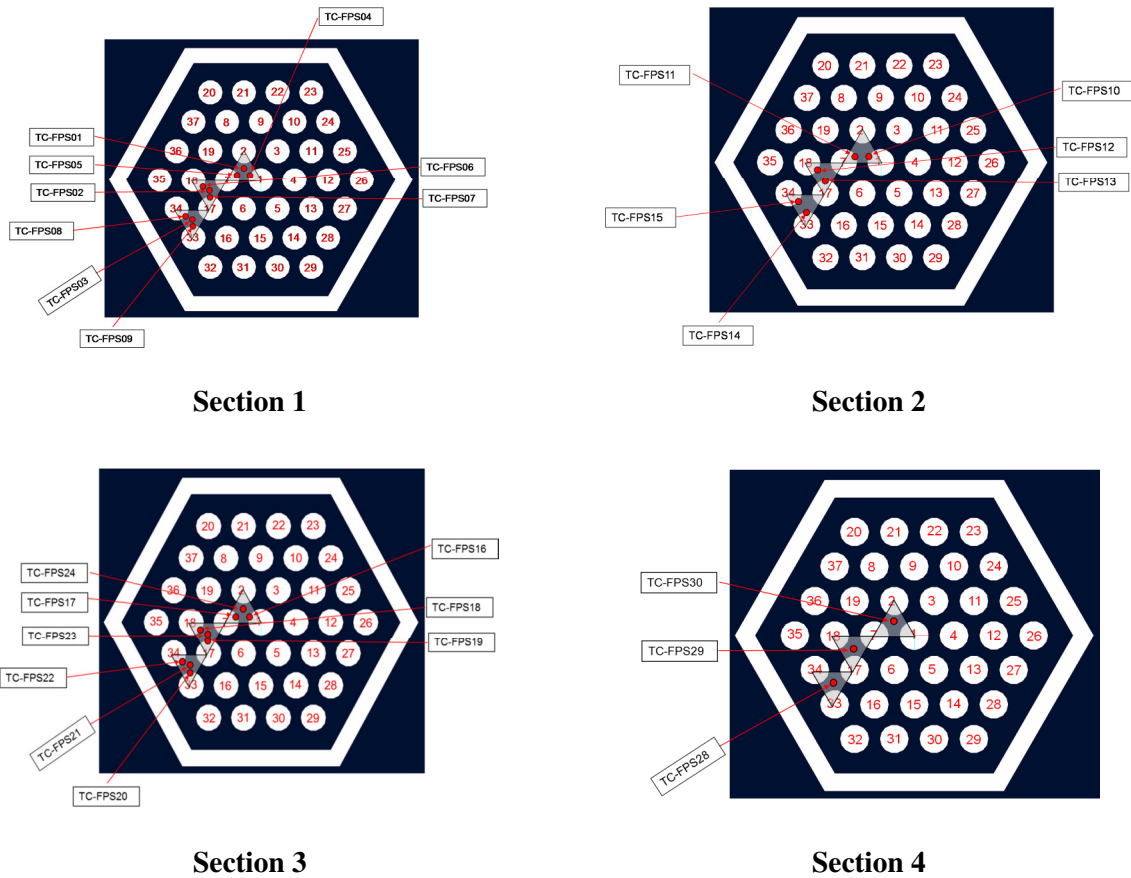 TC-FPS04
20 21 22 23
37 8 9 10 24
TC-FPS01
36 19 2 3 11 25
TC-FPS05
TC-FPS06
35 18 1 4 12 26
TC-FPS02
TC-FPS07
34 17 6 5 13 27
TC-FPS08
33 16 15 14 28
32 31 30 29
TC-FPS03
TC-FPS09
Section 1
20 21 22 23
TC-FPS11
TC-FPS10
37 8 9 10 24
36 19 2 3 11 25
TC-FPS12
35 18 4 12 26
TC-FPS13
34 17 6 5 13 27
TC-FPS15
33 16 15 14 28
32 31 30 29
TC-FPS14
Section 2
20 21 22 23
TC-FPS16
37 8 9 10 24
TC-FPS24
36 19 2 3 11 25
TC-FPS17
TC-FPS18
35 18 4 12 26
TC-FPS23
TC-FPS19
34 17 6 5 13 27
TC-FPS22
33 16 15 14 28
32 31 30 29
TC-FPS21
TC-FPS20
Section 3
20 21 22 23
37 8 9 10 24
TC-FPS30
36 19 2 3 11 25
35 18 7 1 4 12 26
TC-FPS29
34 17 6 5 13 27
33 16 15 14 28
32 31 30 29
TC-FPS28
Section 4